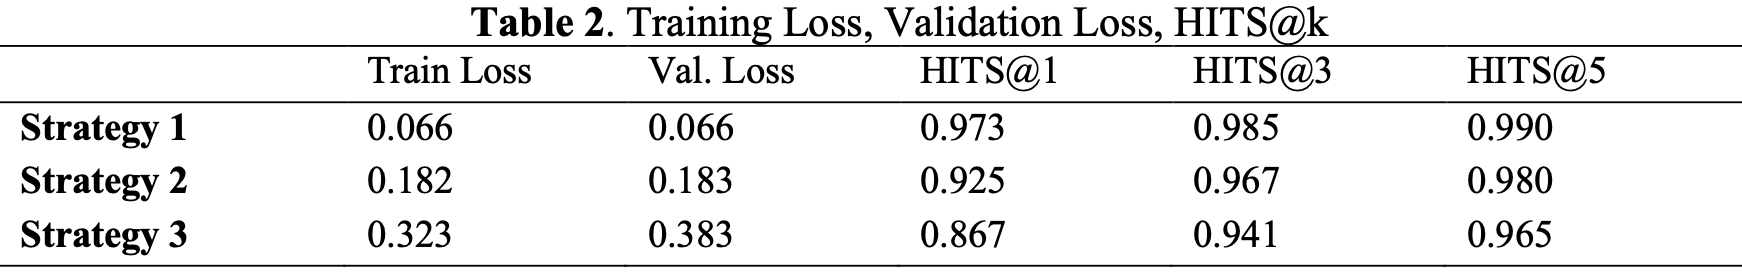 Table 2. Training Loss, Validation Loss, HITS@k
Train Loss Val. Loss HITS@1 HITS@3 HITS@5
Strategy 1 0.066 0.066 0.973 0.985 0.990
Strategy 2 0.182 0.183 0.925 0.967 0.980
Strategy 3 0.323 0.383 0.867 0.941 0.965